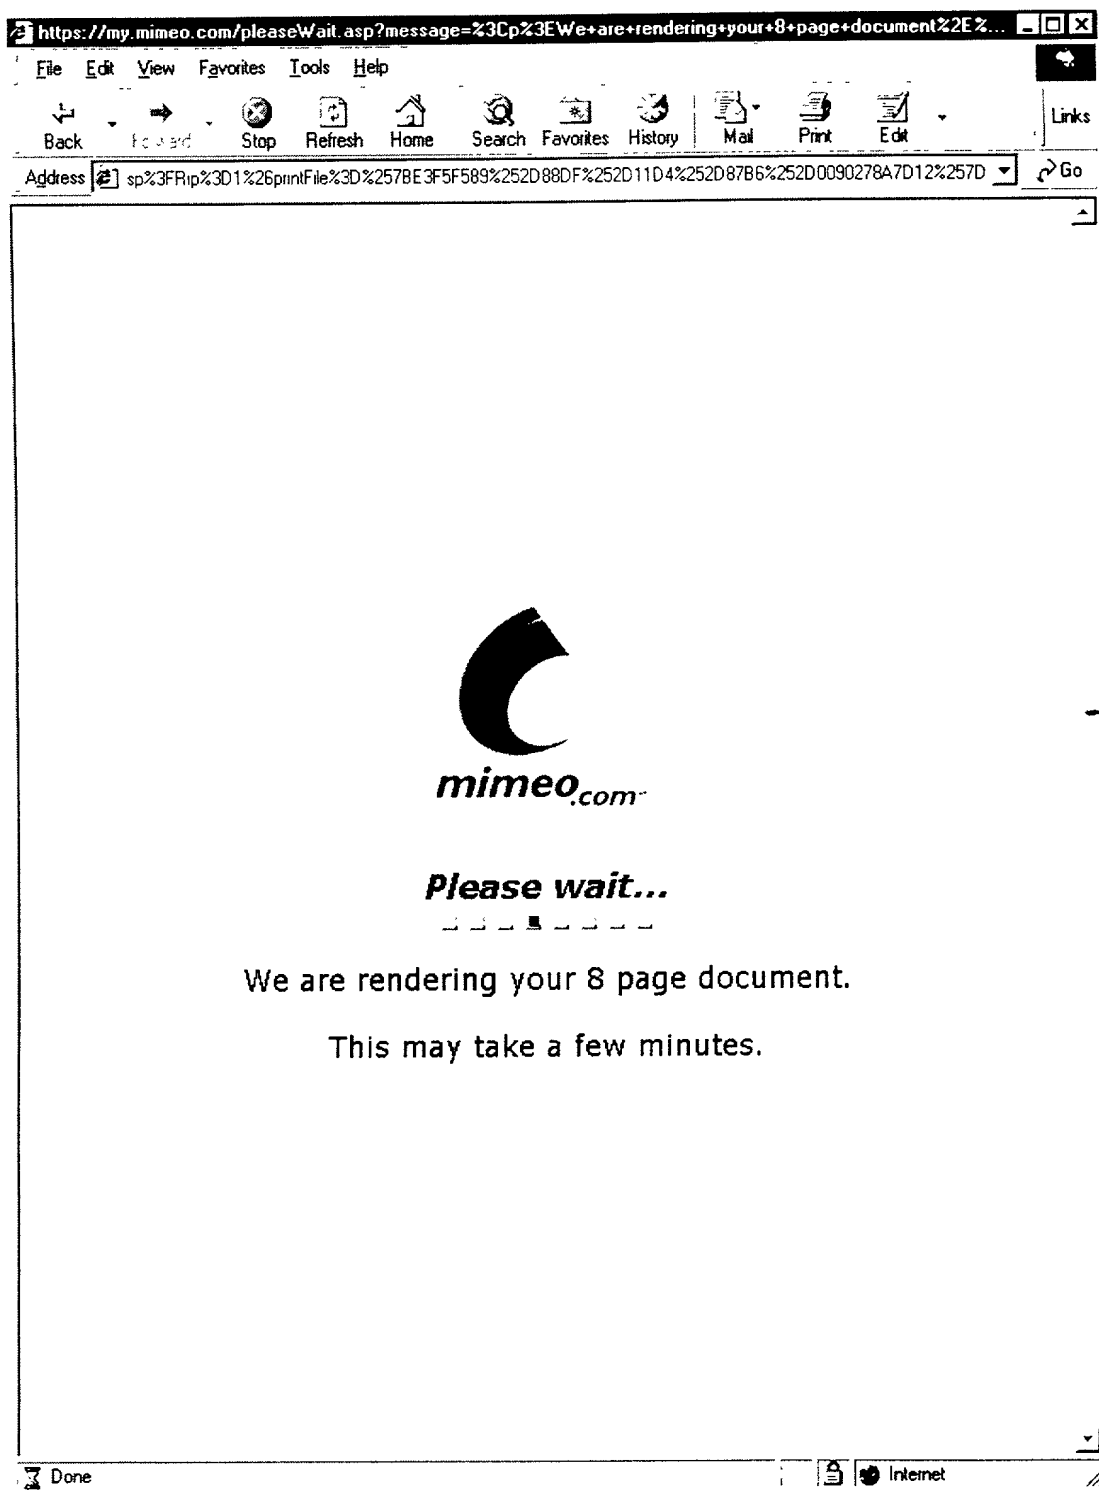 https://my.mimeo.com/pleaseWait.asp?message=%3Cp%3EWe+are+rendering+your+8+page+document%2E%...
File Edit View Favorites Tools Help
Back Forward Stop Refresh Home Search Favorites History Mail Print Edit Links
Address sp%3FRip%3D1%26printFile%3D%257BE3F5F589%252D88DF%252D11D4%252D87B6%252D0090278A7D12%257D Go
mimeo.com
Please wait...
We are rendering your 8 page document.
This may take a few minutes.
Done Internet